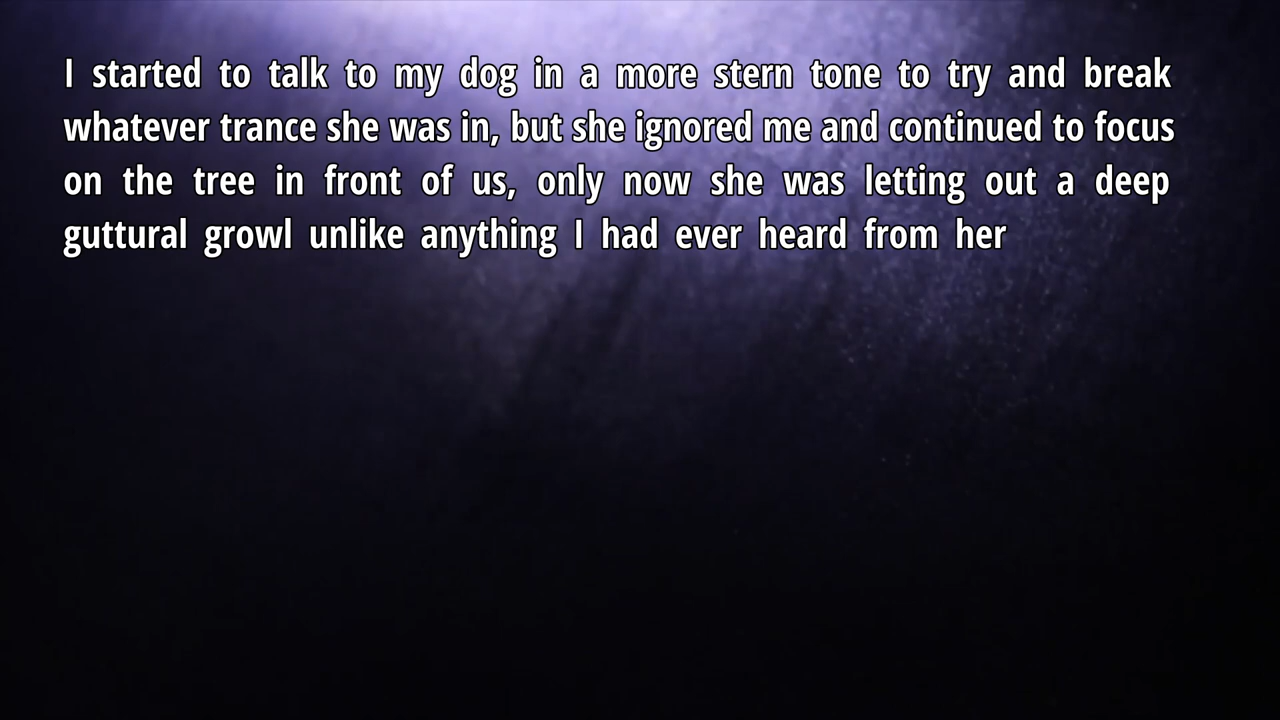 I started to talk to my dog in a more stern tone to try and break
whatever trance she was in, but she ignored me and continued to focus
on the tree in front of us, only now she was letting out a deep
guttural growl unlike anything I had ever heard from her